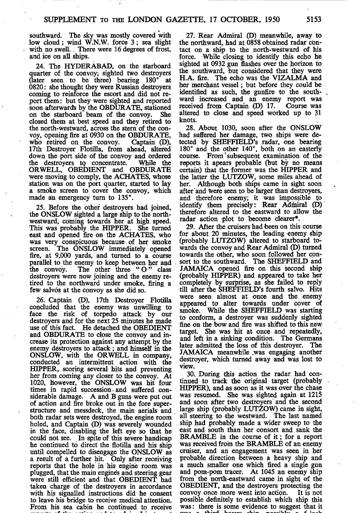 SUPPLEMENT TO THE LONDON GAZETTE, 17 OCTOBER, 1950 5153
southward. The sky was mostly covered with
low cloud; wind W.N.W. force 3; sea slight
with no swell. There were 16 degrees of frost,
and ice on all ships.
24. The HYDERABAD, on the starboard
quarter of the convoy, sighted two destroyers
(later seen to be three) bearing 180° at
0820: she thought they were Russian destroyers
coming to reinforce the escort and did not re-
port them: but they were sighted and reported
soon afterwards by the OBDURATE, stationed
on the starboard beam of the convoy. She
closed them at best speed and they retired to
the north-westward, across the stern of the con-
voy, opening fire at 0930 on the OBDURATE,
who retired on the convoy. Captain (D),
17th Destroyer Flotilla, from ahead, altered
down the port side of the convoy and ordered
the destroyers to concentrate. While the
ORWELL, OBEDIENT and OBDURATE
were moving to comply, the ACHATES, whose
station was on the port quarter, started to lay
a smoke screen to cover the convoy, which
made an emergency turn to 135°.
25. Before the other destroyers had joined,
the ONSLOW sighted a large ship to the north-
westward, coming towards her at high speed.
This was probably the HIPPER. She turned
east and opened fire on the ACHATES, who
was very conspicuous because of her smoke
screen. The ONSLOW immediately opened
fire, at 9,000 yards, and turned to a course
parallel to the enemy to keep between her and
the convoy. The other three "O" class
destroyers were now joining and the enemy re-
tired to the northward under smoke, firing a
few salvos at the convoy as she did so.
26. Captain (D), 17th Destroyer Flotilla
concluded that the enemy was unwilling to
face the risk of torpedo attack by our
destroyers and for the next 25 minutes he made
use of this fact. He detached the OBEDIENT
and OBDURATE to close the convoy and in-
crease its protection against any attempt by the
enemy destroyers to attack; and himself in the
ONSLOW, with the ORWELL in company,
conducted an intermittent action with the
HIPPER, scoring several hits and preventing
her from coming any closer to the convoy. At
1020, however, the ONSLOW was hit four
times in rapid succession and suffered con-
siderable damage. A and B guns were put out
of action and fire broke out in the fore super-
structure and messdeck, the main aerials and
both radar sets were destroyed, the engine room
holed, and Captain (D) was severely wounded
in the face, disabling the left eye so that he
could not see. In spite of this severe handicap
he continued to direct the flotilla and his ship
until compelled to disengage the ONSLOW as
a result of a further hit. Only after receiving
reports that the hole in his engine room was
plugged, that the main engines and steering gear
were still efficient and that OBEDIENT had
taken charge of the destroyers in accordance
with his signalled instructions did he consent
to leave his bridge to receive medical attention.
From his sea cabin he continued to receive
27. Rear Admiral (D) meanwhile, away to
the northward, had at 0858 obtained radar con-
tact on a ship to the north-westward of his
force. While closing to identify this echo he
sighted at 0932 gun flashes over the horizon to
the southward, but considered that they were
H.A. fire. The echo was the VIZALMA and
her merchant vessel; but before they could be
identified as such, the gunfire to the south-
ward increased and an enemy report was
received from Captain (D) 17. Course was
altered to close and speed worked up to 31
knots.
28. About 1030, soon after the ONSLOW
had suffered her damage, two ships were de-
tected by SHEFFIELD's radar, one bearing
180° and the other 140°, both on an easterly
course. From subsequent examination of the
reports it apears probable (but by no means
certain) that the former was the HIPPER and
the latter the LUTZOW, some miles ahead of
her. Although both ships came in sight soon
after and were seen to be larger than destroyers,
and therefore enemy; it was impossible to
identify them precisely: Rear Admiral (D)
therefore altered to the eastward to allow the
radar action plot to become clearer*.
29. After the cruisers had been on this course
for about 20 minutes, the leading enemy ship
(probably LUTZOW) altered to starboard to-
wards the convoy and Rear Admiral (D) turned
towards the other, who soon followed her con-
sort to the southward. The SHEFFIELD and
JAMAICA opened fire on this second ship
(probably HIPPER) and appeared to take her
completely by surprise, as she failed to reply
till after the SHEFFIELD's fourth salvo. Hits
were seen almost at once and the enemy
appeared to alter towards under cover of
smoke. While the SHEFFIELD was starting
to conform, a destroyer was suddenly sighted
fine on the bow and fire was shifted to this new
target. She was hit at once and repeatedly,
and left in a sinking condition. The Germans
later admitted the loss of this destroyer. The
JAMAICA meanwhile was engaging another
destroyer, which turned away and was lost to
view.
30. During this action the radar had con-
tinued to track the original target (probably
HIPPER), and as soon as it was over the chase
was resumed. She was sighted again at 1215
and soon after two destroyers and the second
large ship (probably LUTZOW) came in sight,
all steering to the westward. The last named
ship had probably made a wider sweep to the
east and south than her consort and sank the
BRAMBLE in the course of it; for a report
was received from the BRAMBLE of an enemy
cruiser, and an engagement was seen in her
probable direction between a heavy ship and
a much smaller one which fired a single gun
and pom-pom tracer. At 1045 an enemy ship
from the north-eastward came in sight of the
OBEDIENT, and the destroyers protecting the
convoy once more went into action. It is not
possible definitely to establish which ship this
was: there is some evidence to suggest that it